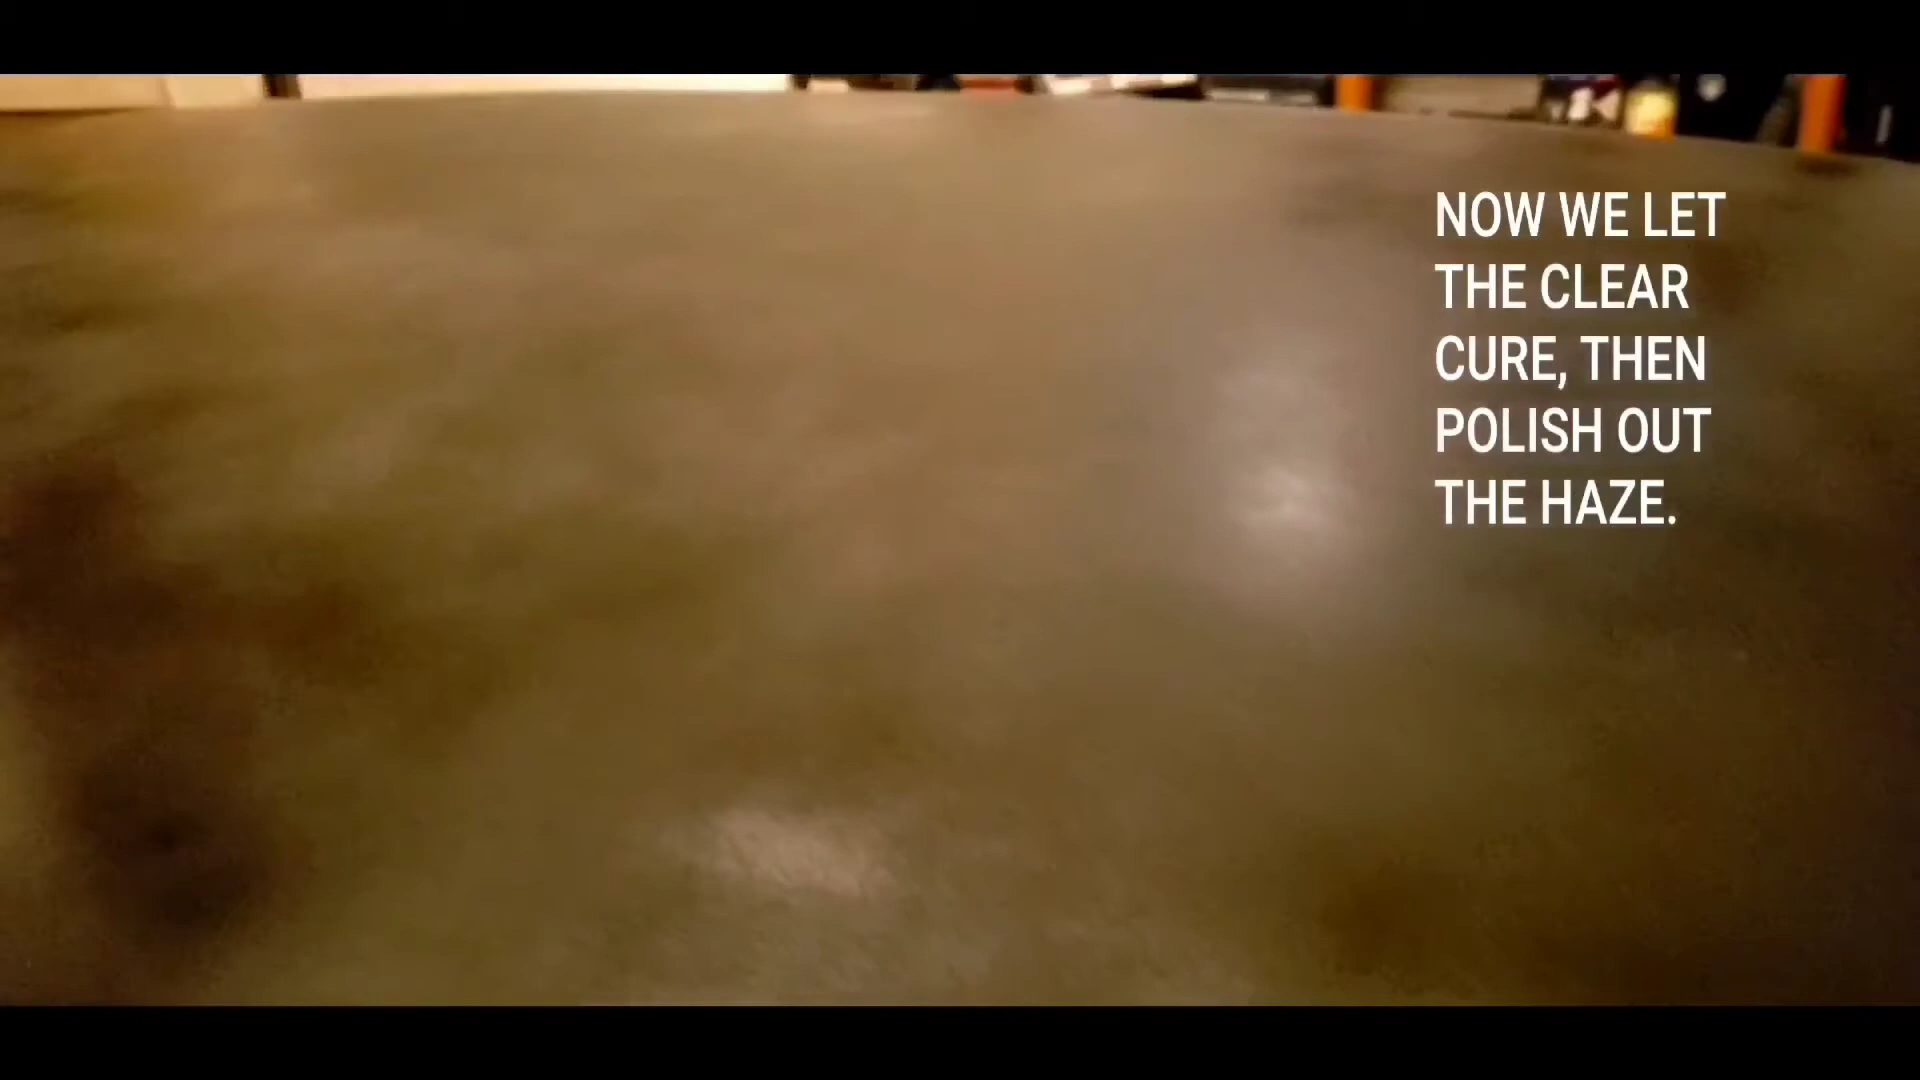 NOW WE LET
THE CLEAR
CURE, THEN
POLISH OUT
THE HAZE.